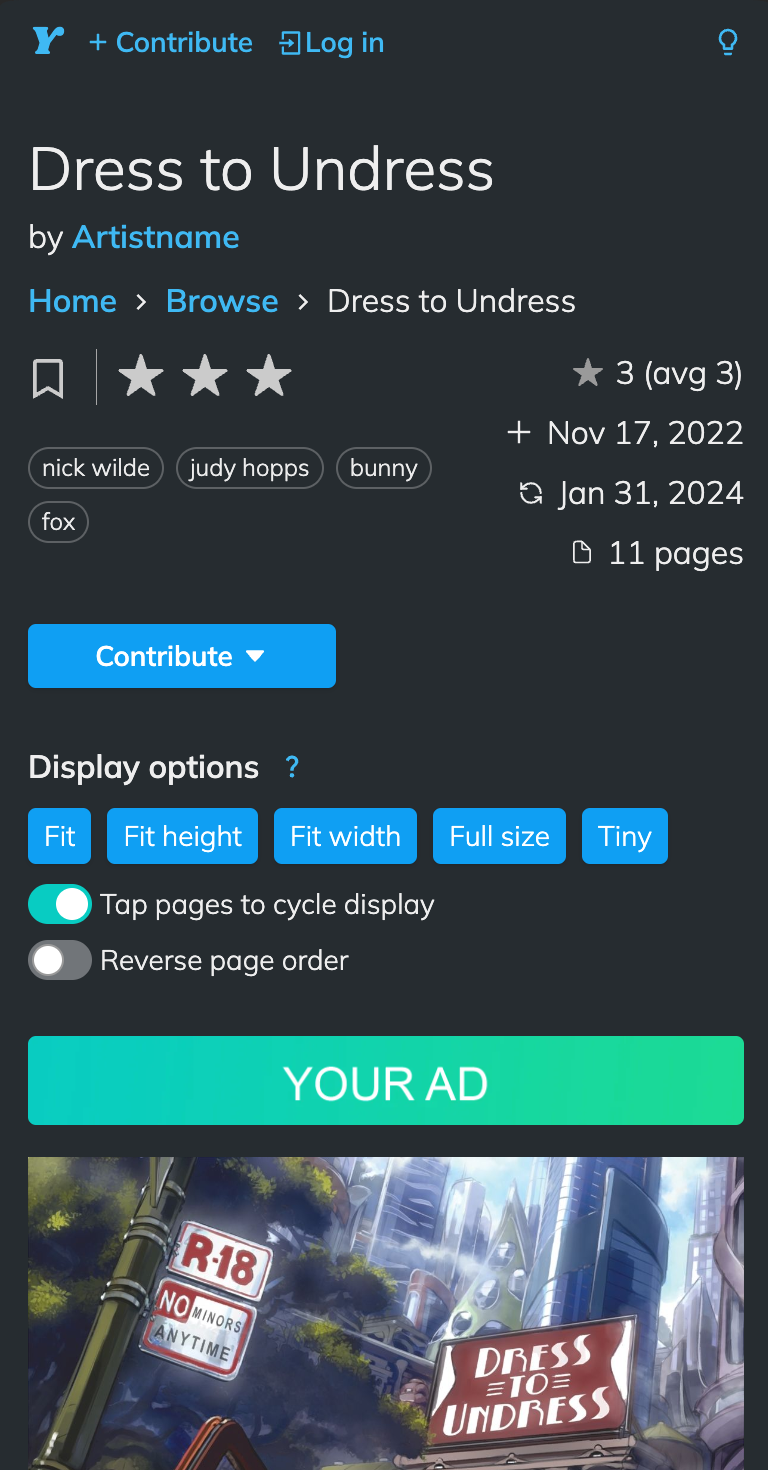 Y + Contribute Log in
Dress to Undress
by Artistname
Home > Browse > Dress to Undress
3 (avg 3)
+ Nov 17, 2022
nick wilde judy hopps bunny
Jan 31, 2024
fox
11 pages
Contribute
Display options ?
Fit Fit height Fit width Full size Tiny
Tap pages to cycle display
Reverse page order
YOUR AD
R-18
NO MINORS
ANYTIME
DRESS
TO
UNDRESS